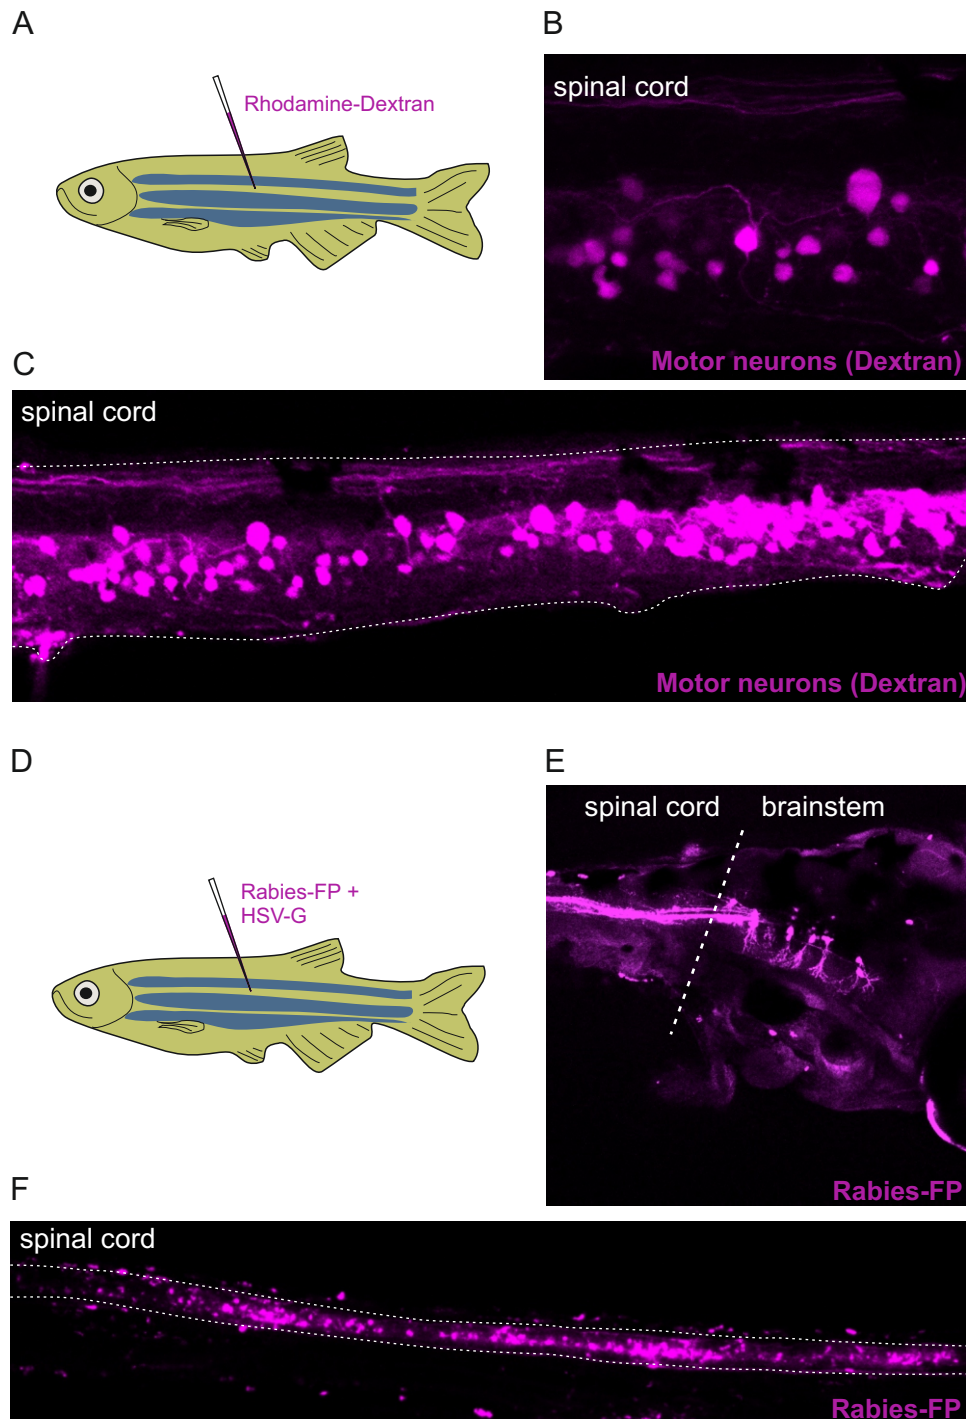 A
Rhodamine-Dextran
B
spinal cord
Motor neurons (Dextran)
C
spinal cord
Motor neurons (Dextran)
D
Rabies-FP +
HSV-G
E
spinal cord
brainstem
Rabies-FP
F
spinal cord
Rabies-FP